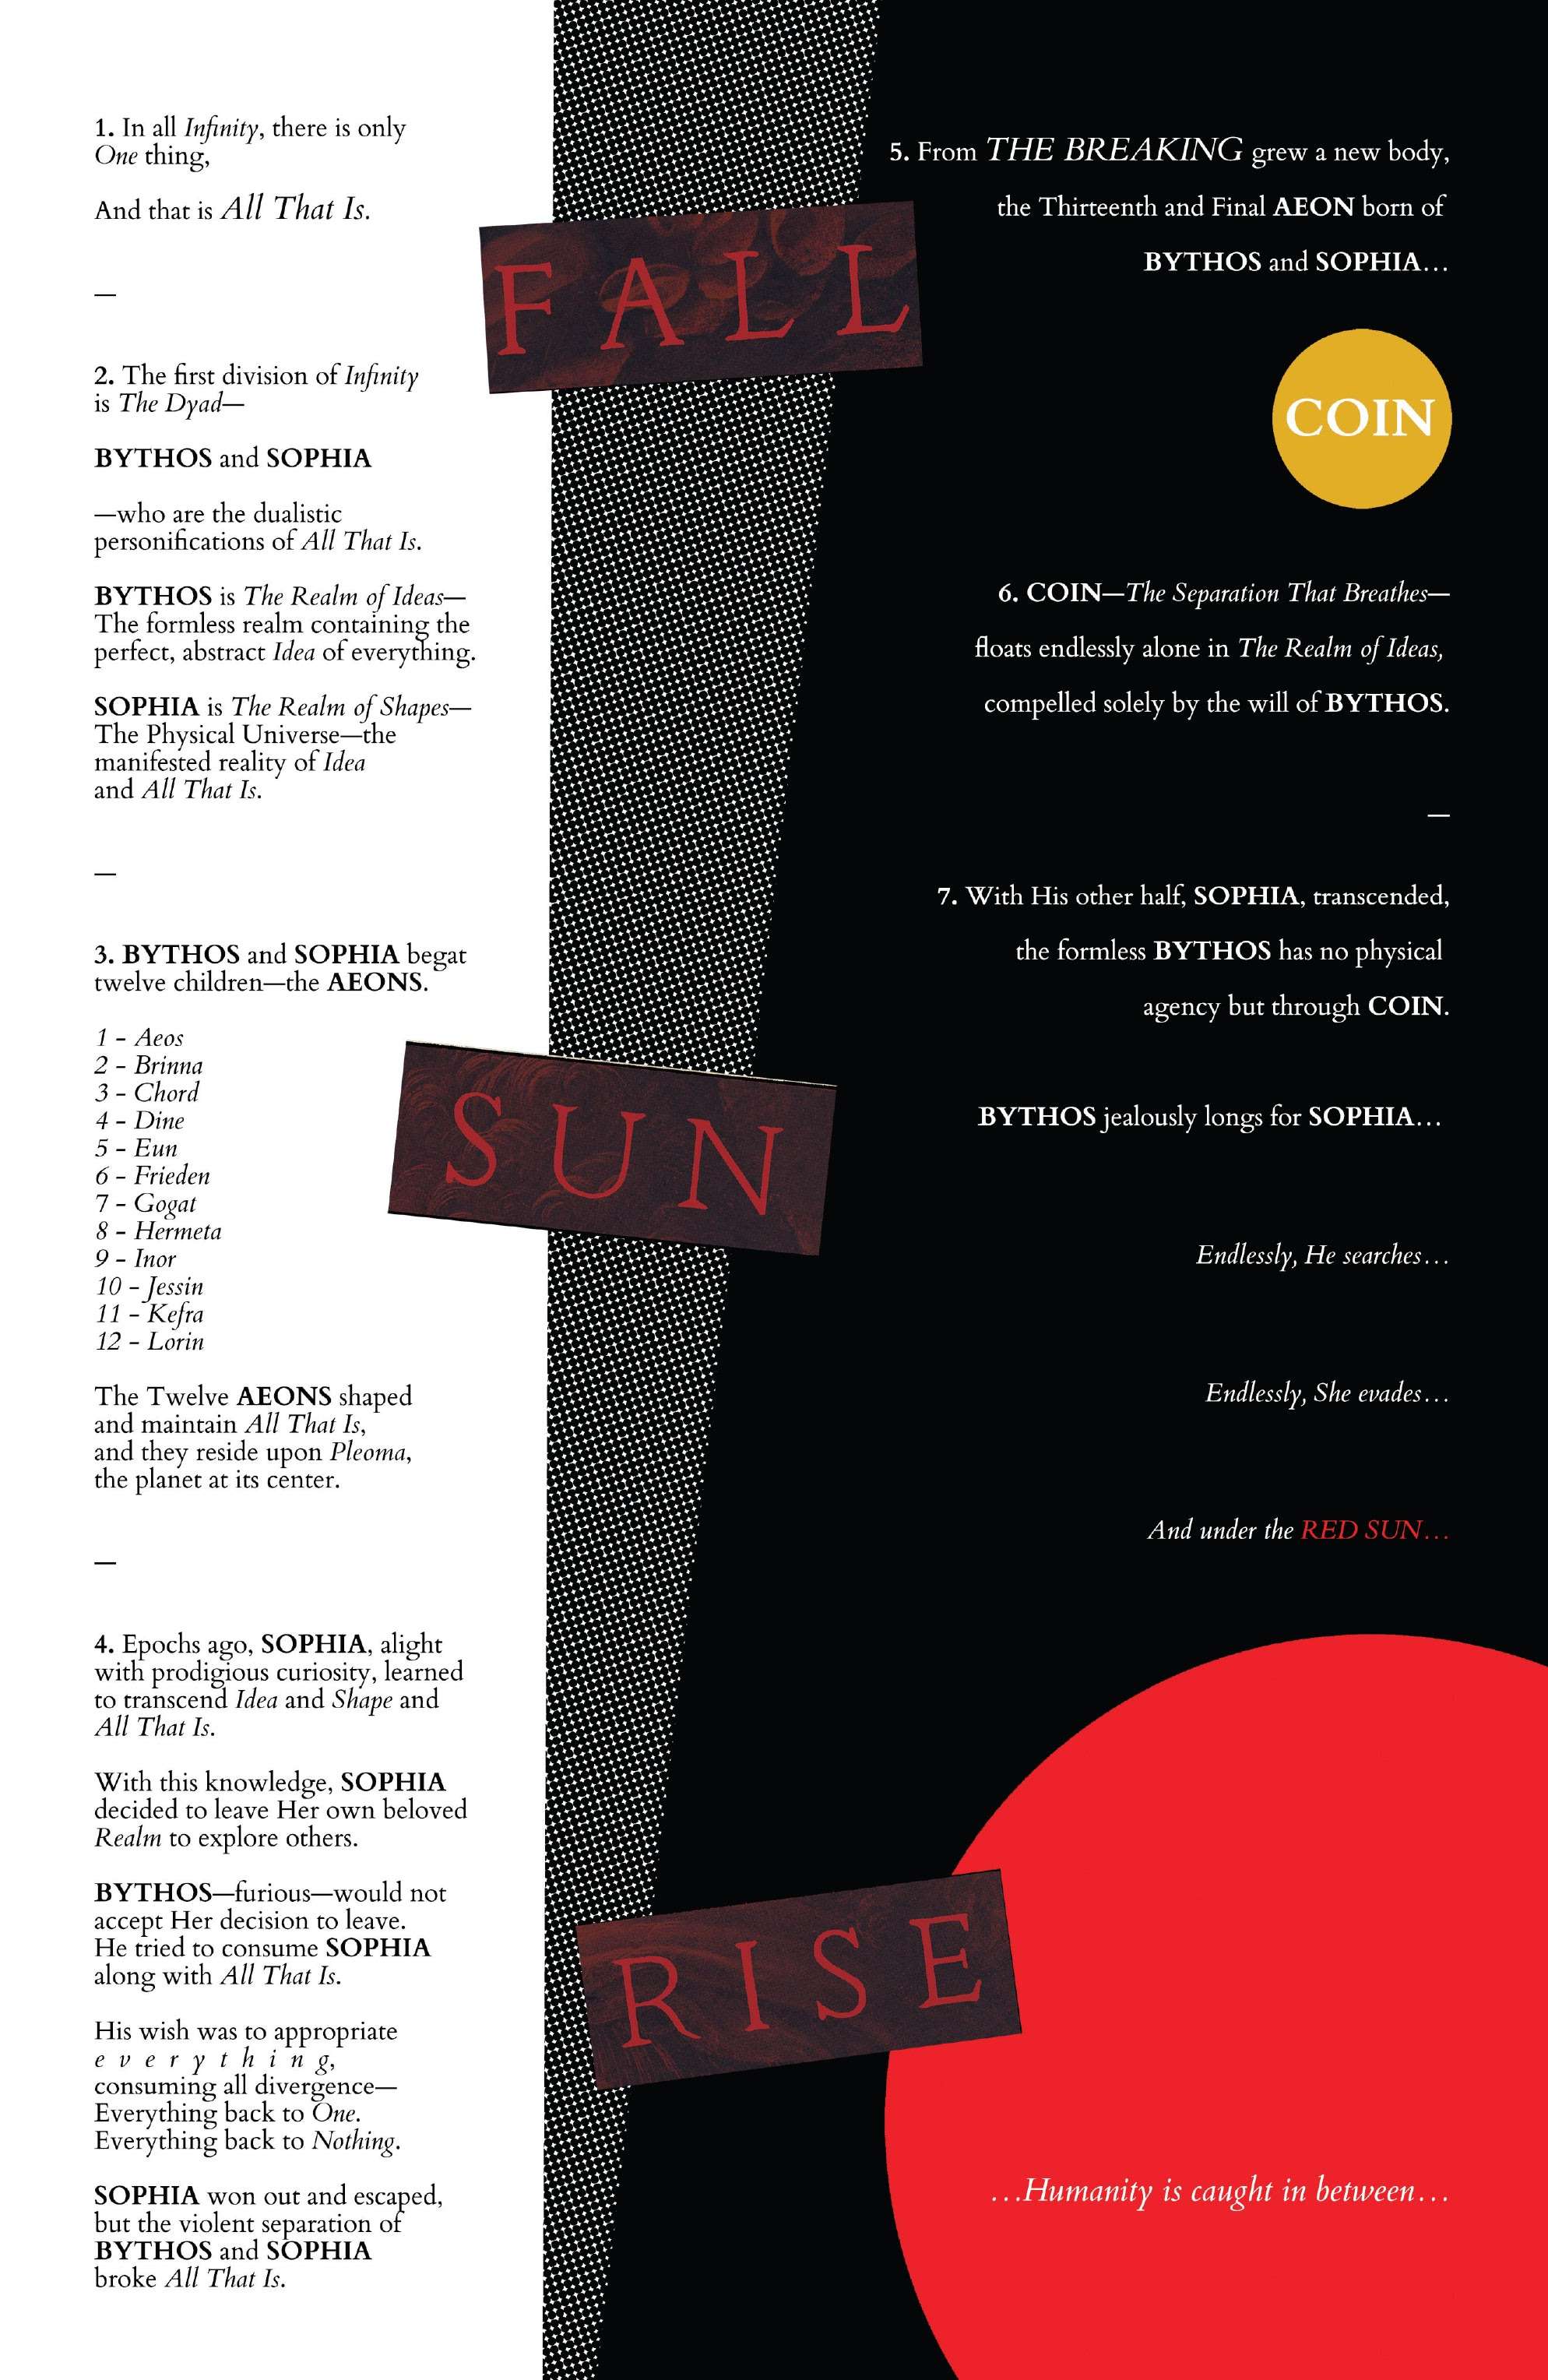 1. In all Infinity, there is only
One thing,
And that is All That Is.
—
2. The first division of Infinity
is The Dyad—
BYTHOS and SOPHIA
—who are the dualistic
personifications of All That Is.
BYTHOS is The Realm of Ideas—
The formless realm containing the
perfect, abstract Idea of everything.
SOPHIA is The Realm of Shapes—
The Physical Universe—the
manifested reality of Idea
and All That Is.
—
3. BYTHOS and SOPHIA begat
twelve children—the AEONS.
1 - Aeos
2 - Brinna
3 - Chord
4 - Dine
5 - Eun
6 - Frieden
7 - Gogat
8 - Hermeta
9 - Inor
10 - Jessin
11 - Kefra
12 - Lorin
The Twelve AEONS shaped
and maintain All That Is,
and they reside upon Pleoma,
the planet at its center.
—
4. Epochs ago, SOPHIA, alight
with prodigious curiosity, learned
to transcend Idea and Shape and
All That Is.
With this knowledge, SOPHIA
decided to leave Her own beloved
Realm to explore others.
BYTHOS—furious—would not
accept Her decision to leave.
He tried to consume SOPHIA
along with All That Is.
His wish was to appropriate
e v e r y t h i n g,
consuming all divergence—
Everything back to One.
Everything back to Nothing.
SOPHIA won out and escaped,
but the violent separation of
BYTHOS and SOPHIA
broke All That Is.
FALL
SUN
RISE
5. From THE BREAKING grew a new body,
the Thirteenth and Final AEON born of
BYTHOS and SOPHIA...
COIN
6. COIN—The Separation That Breathes—
floats endlessly alone in The Realm of Ideas,
compelled solely by the will of BYTHOS.
—
7. With His other half, SOPHIA, transcended,
the formless BYTHOS has no physical
agency but through COIN.
BYTHOS jealously longs for SOPHIA...
Endlessly, He searches...
Endlessly, She evades...
And under the RED SUN...
...Humanity is caught in between...